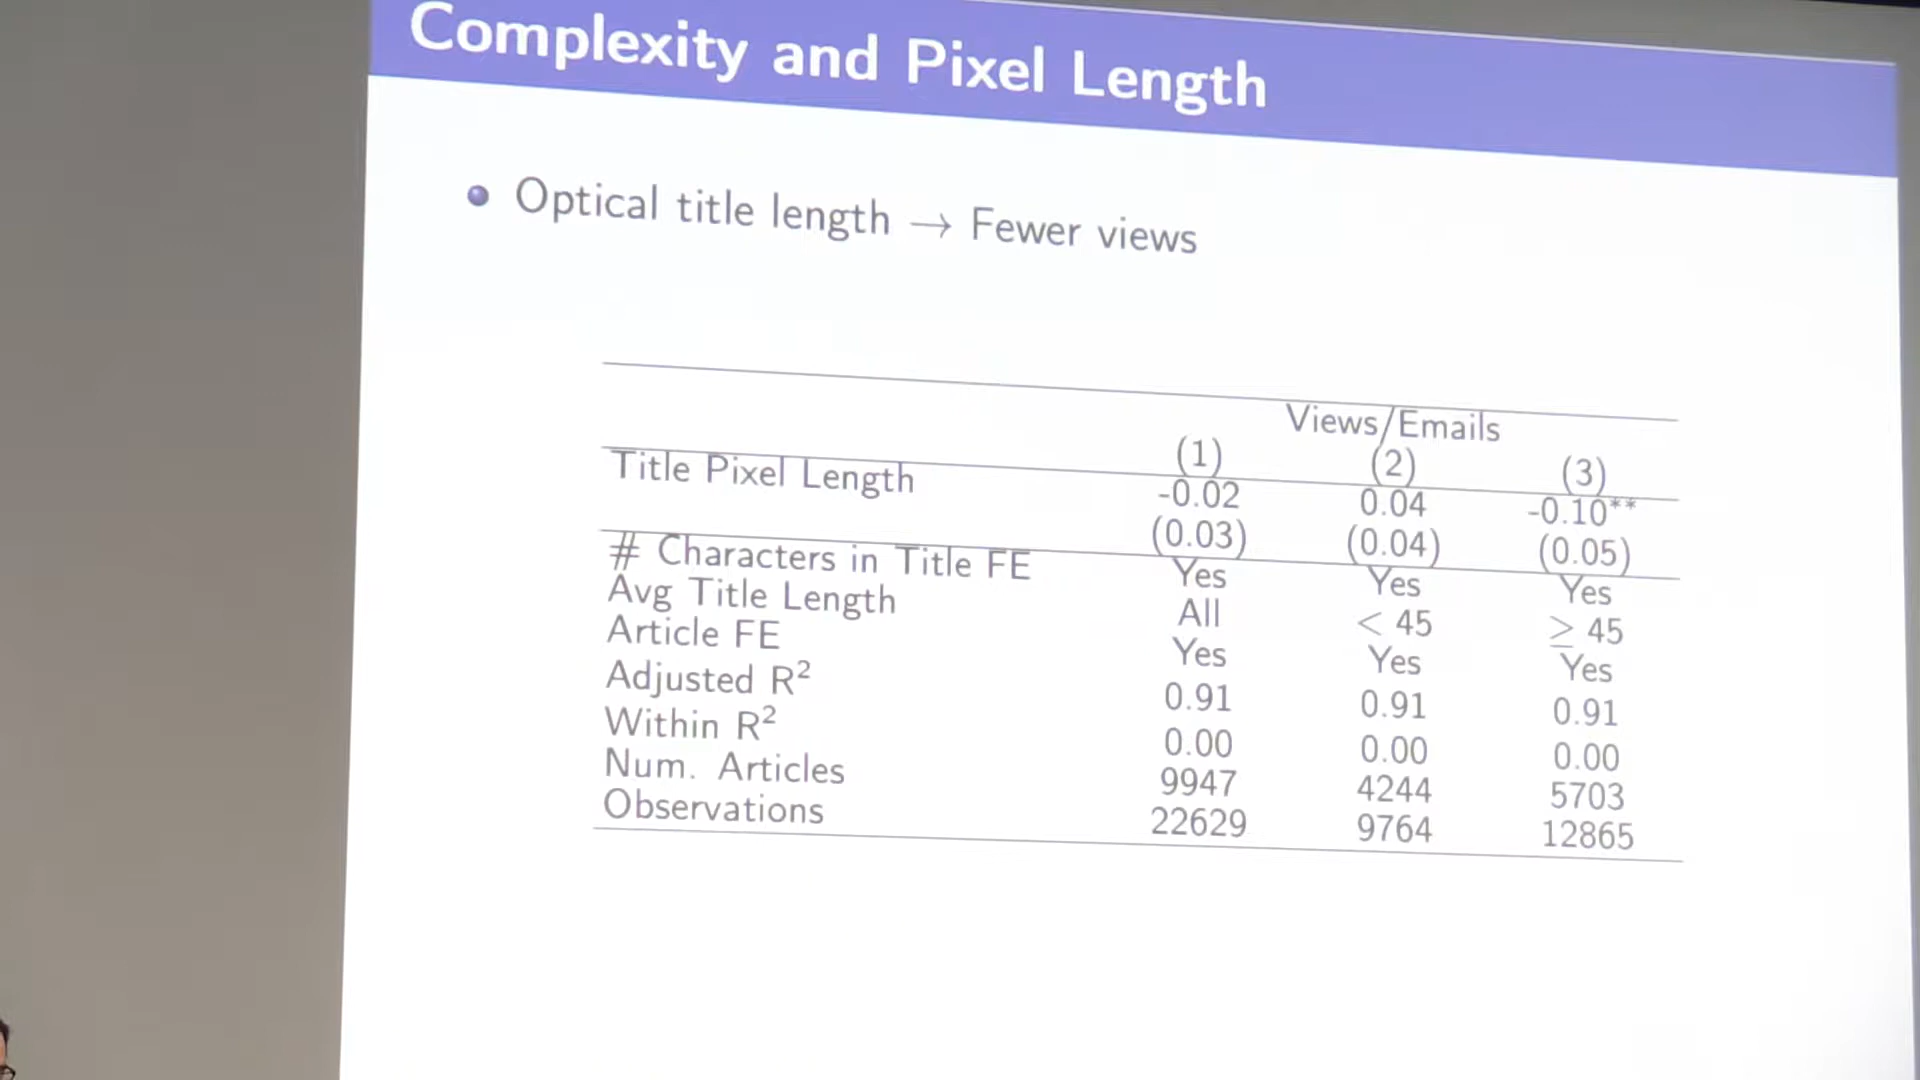 Complexity and Pixel Length
Optical title length → Fewer views
Views/Emails
(1) (2) (3)
Title Pixel Length -0.02 0.04 -0.10**
(0.03) (0.04) (0.05)
# Characters in Title FE Yes Yes Yes
Avg Title Length All < 45 ≥ 45
Article FE Yes Yes Yes
Adjusted R² 0.91 0.91 0.91
Within R² 0.00 0.00 0.00
Num. Articles 9947 4244 5703
Observations 22629 9764 12865